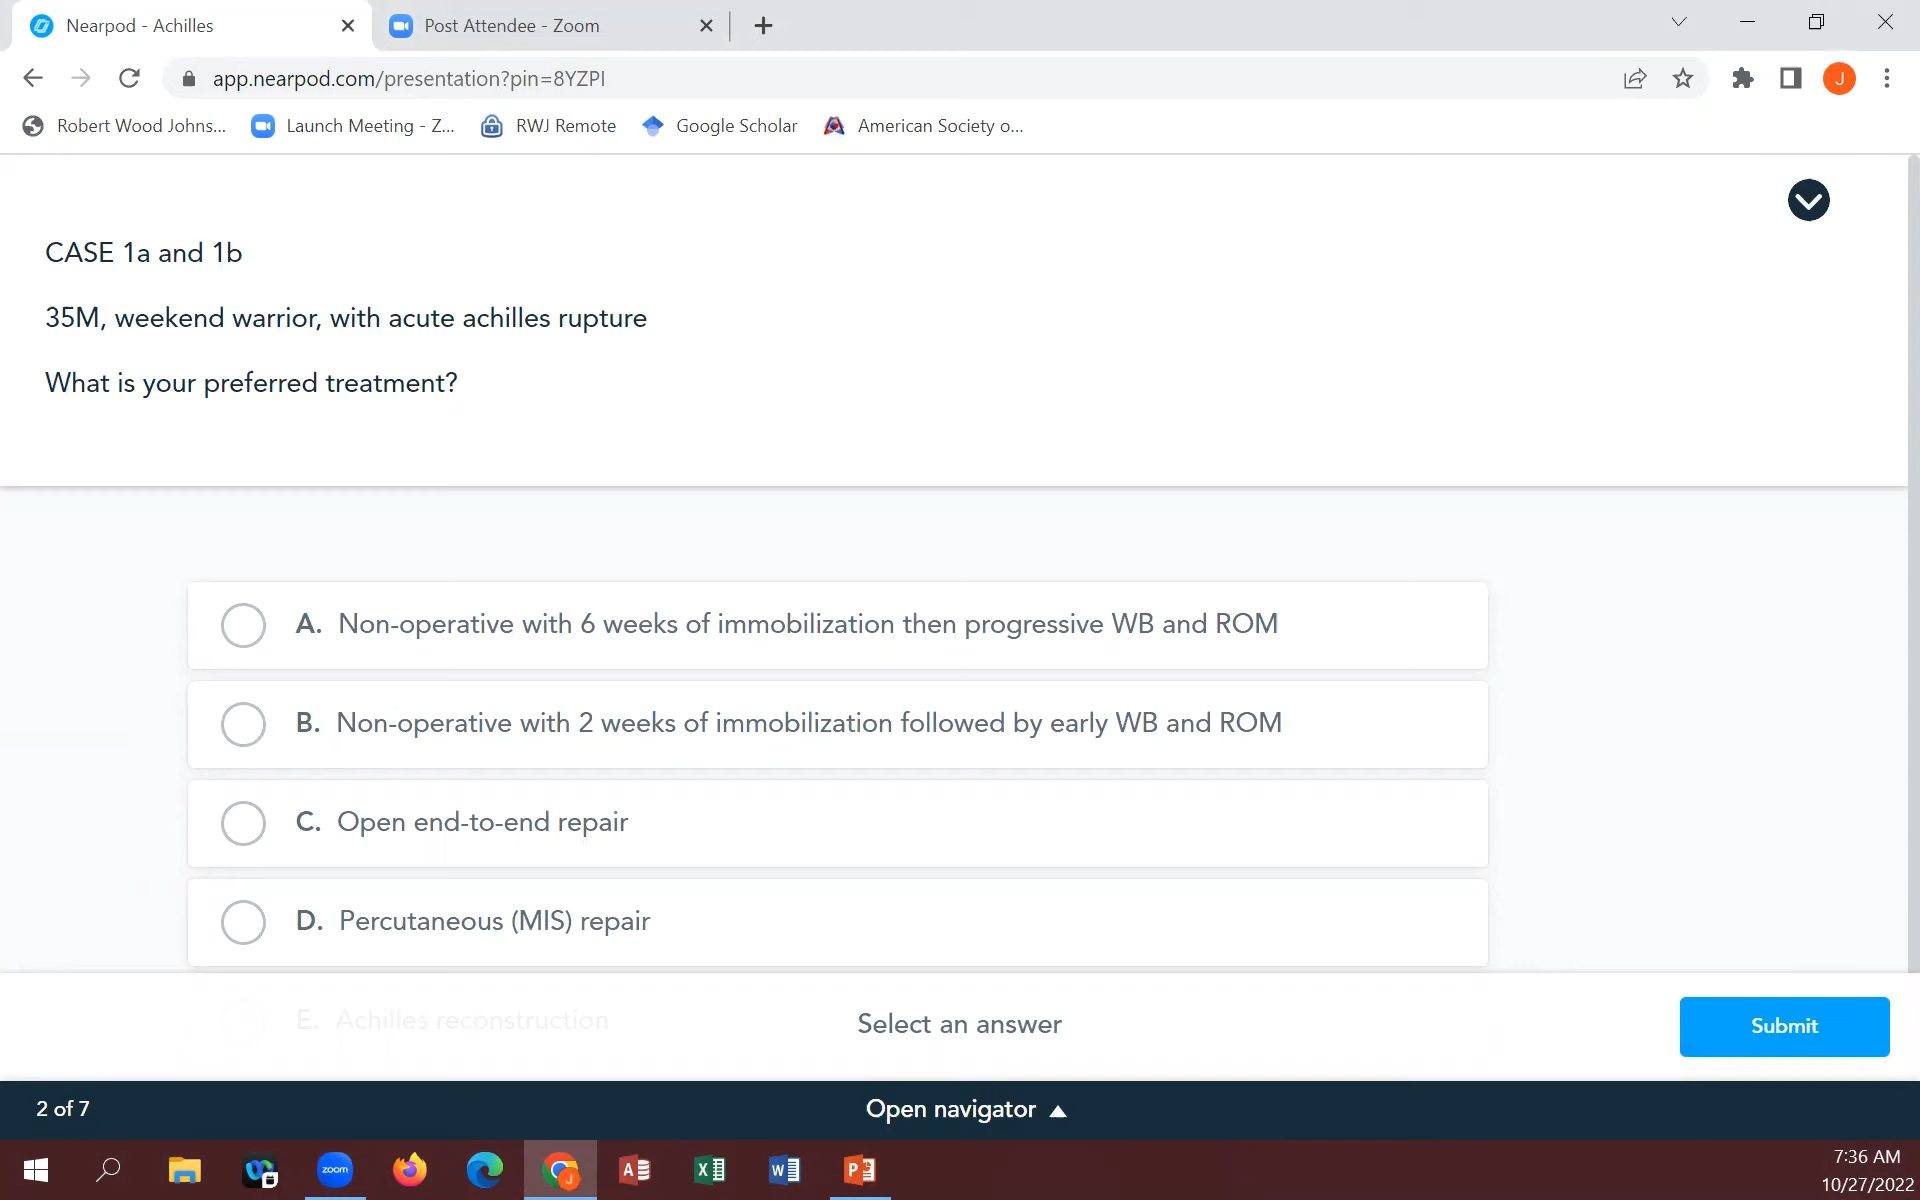 Nearpod - Achilles
Post Attendee - Zoom
app.nearpod.com/presentation?pin=8YZPI
J
Robert Wood Johns...
Launch Meeting - Z...
RWJ Remote
Google Scholar
American Society o...
CASE 1a and 1b
35M, weekend warrior, with acute achilles rupture
What is your preferred treatment?
A. Non-operative with 6 weeks of immobilization then progressive WB and ROM
B. Non-operative with 2 weeks of immobilization followed by early WB and ROM
C. Open end-to-end repair
D. Percutaneous (MIS) repair
E. Achilles reconstruction
Select an answer
Submit
2 of 7
Open navigator
zoom
J
A
X
W
P
7:36 AM
10/27/2022